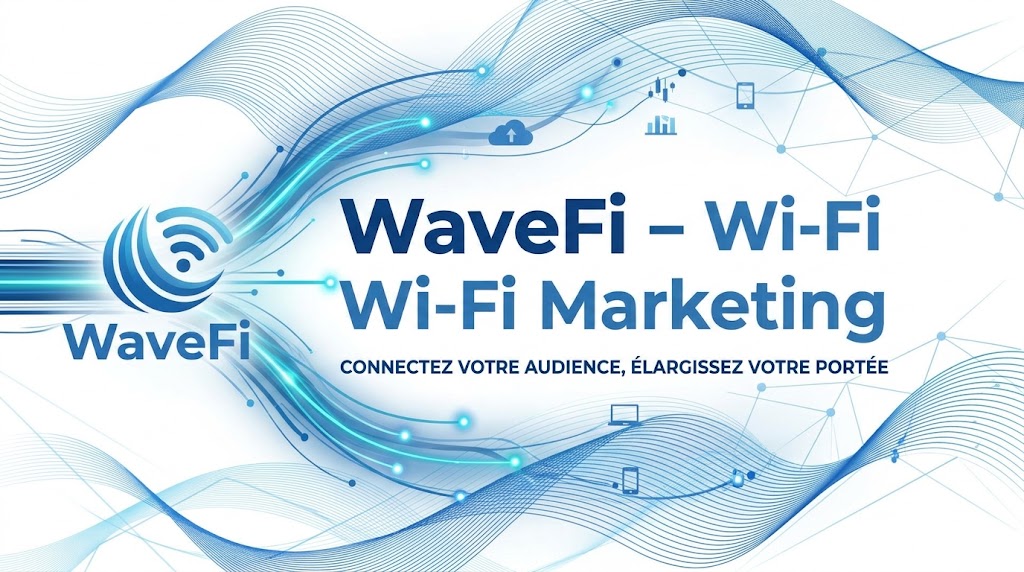 WaveFi
WaveFi – Wi-Fi
Wi-Fi Marketing
CONNECTEZ VOTRE AUDIENCE, ÉLARGISSEZ VOTRE PORTÉE